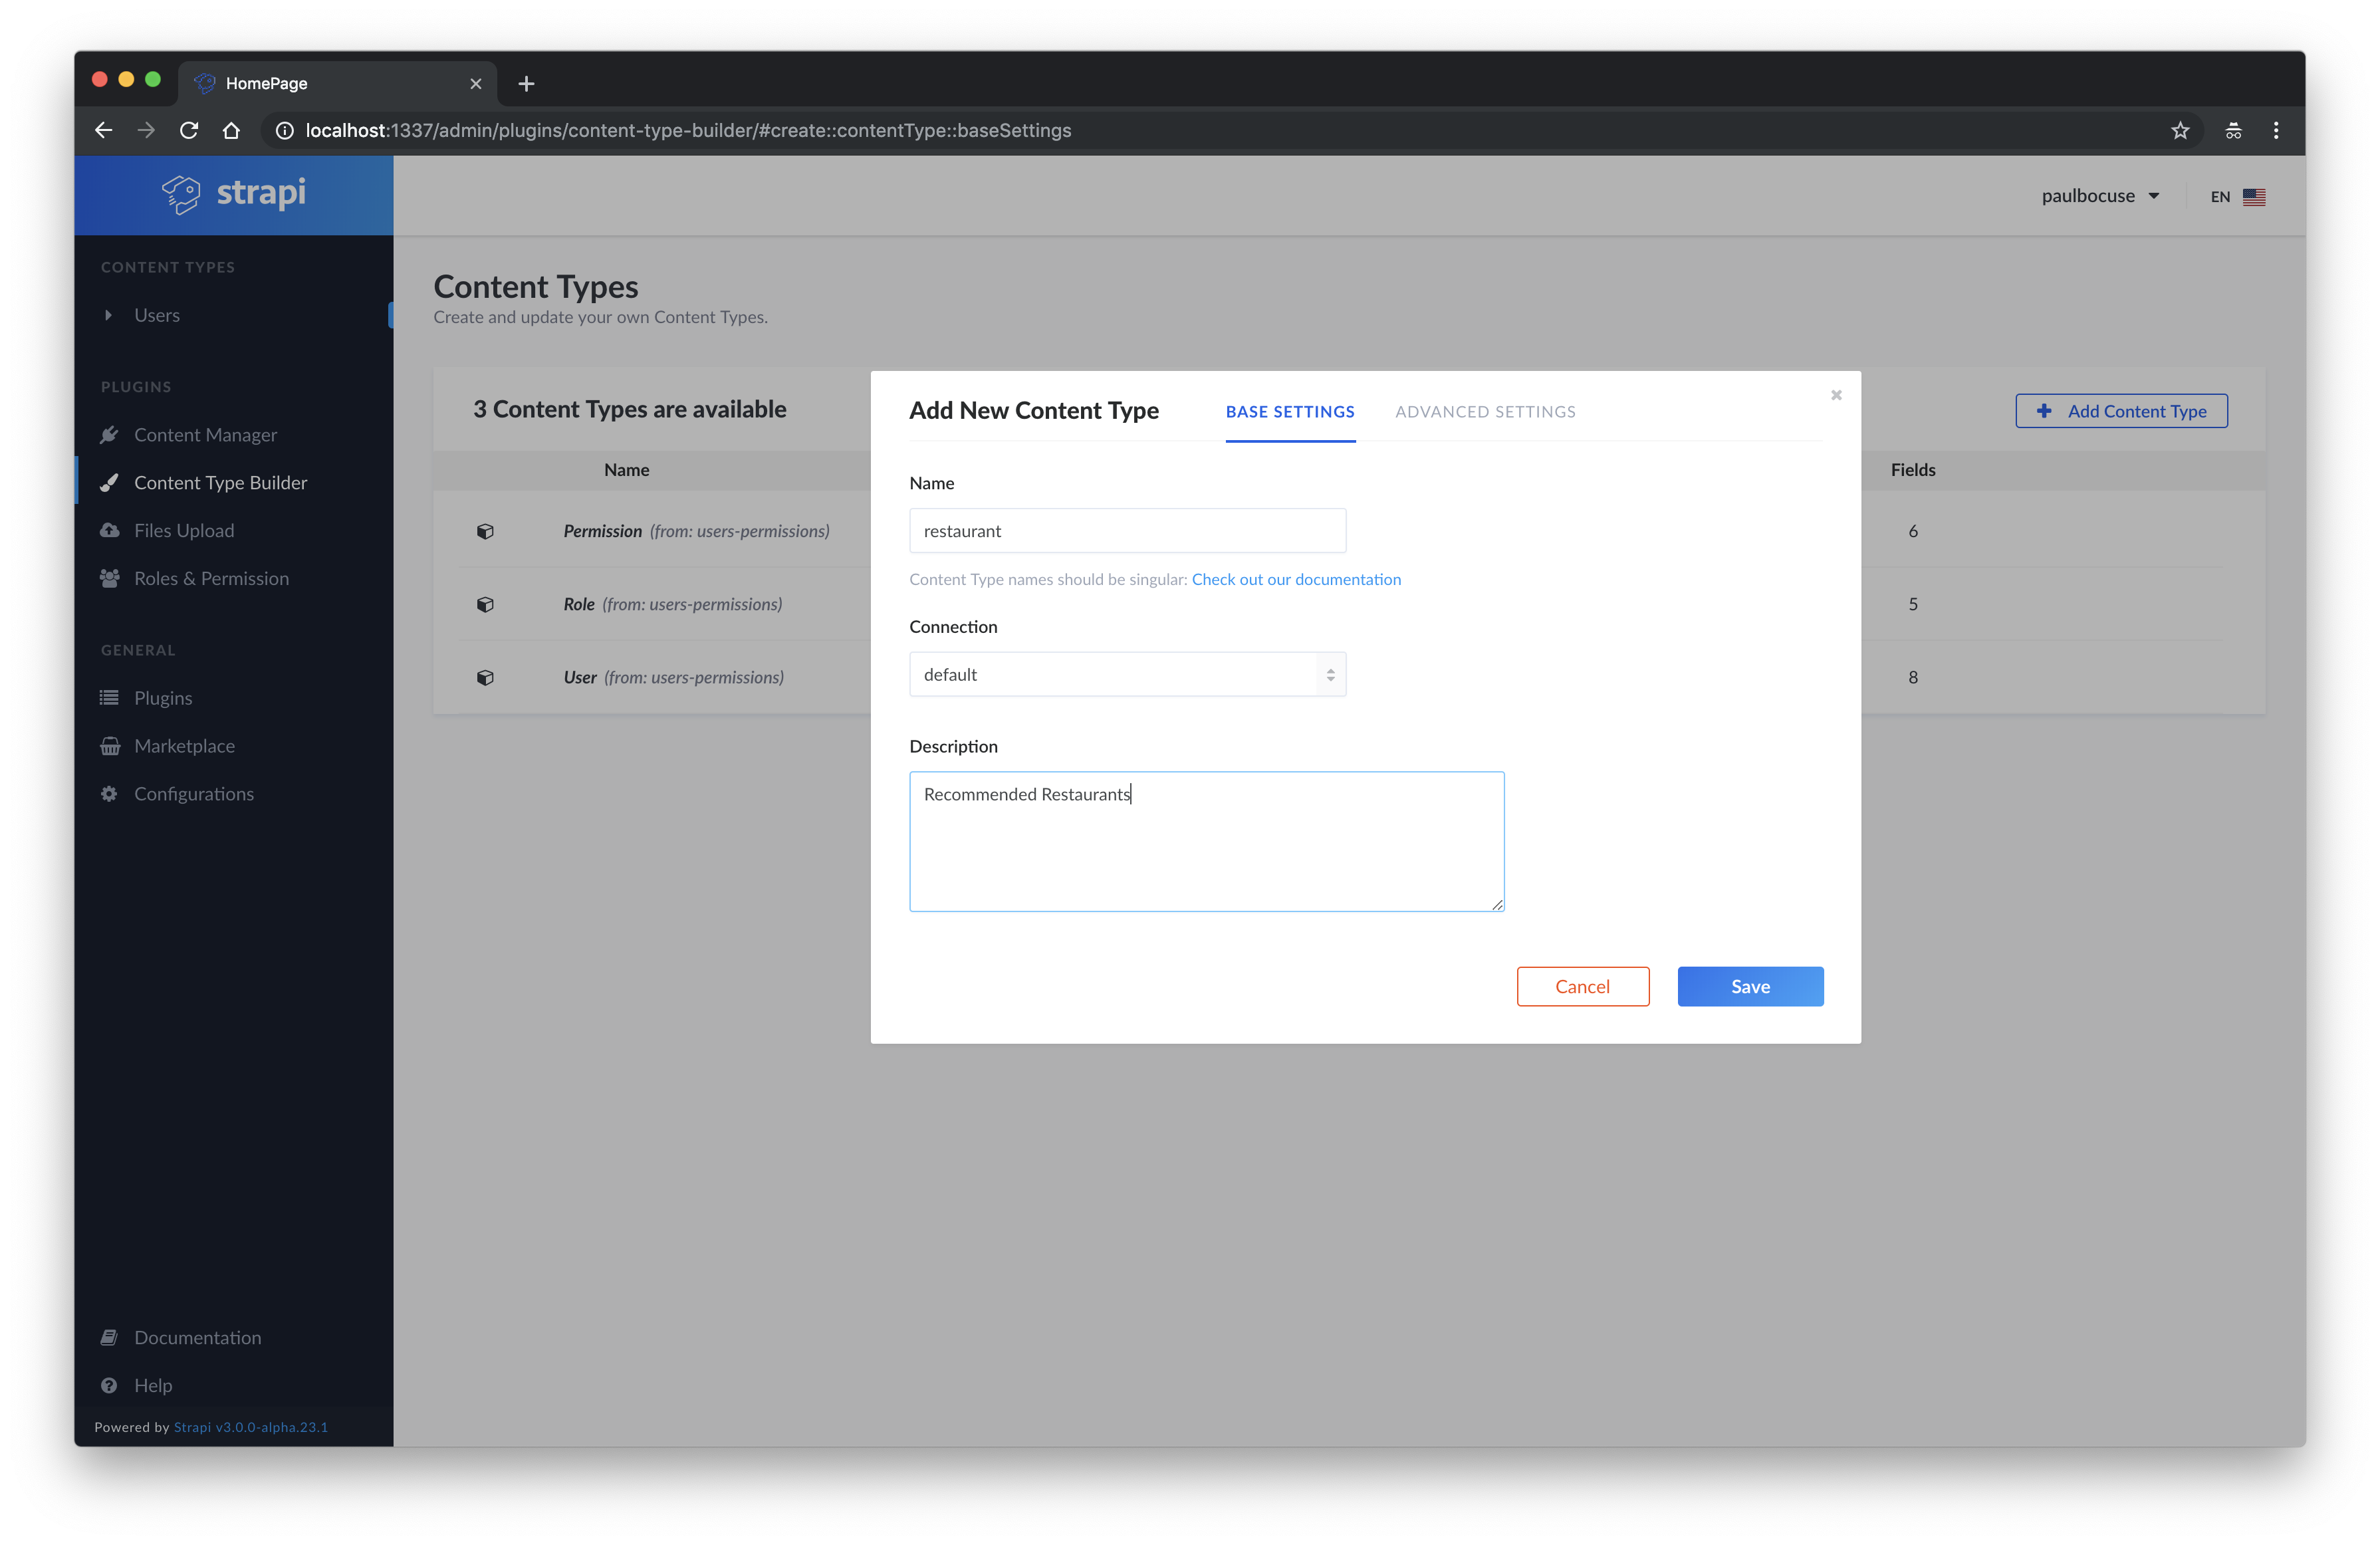 HomePage
localhost:1337/admin/plugins/content-type-builder/#create::contentType::baseSettings
strapi
paulbocuse
EN
CONTENT TYPES
Users
PLUGINS
Content Manager
Content Type Builder
Files Upload
Roles & Permission
GENERAL
Plugins
Marketplace
Configurations
Documentation
Help
Powered by Strapi v3.0.0-alpha.23.1
Content Types
Create and update your own Content Types.
3 Content Types are available
Add Content Type
Name
Fields
Permission (from: users-permissions)
6
Role (from: users-permissions)
5
User (from: users-permissions)
8
Add New Content Type
BASE SETTINGS
ADVANCED SETTINGS
Name
restaurant
Content Type names should be singular: Check out our documentation
Connection
default
Description
Recommended Restaurants
Cancel
Save